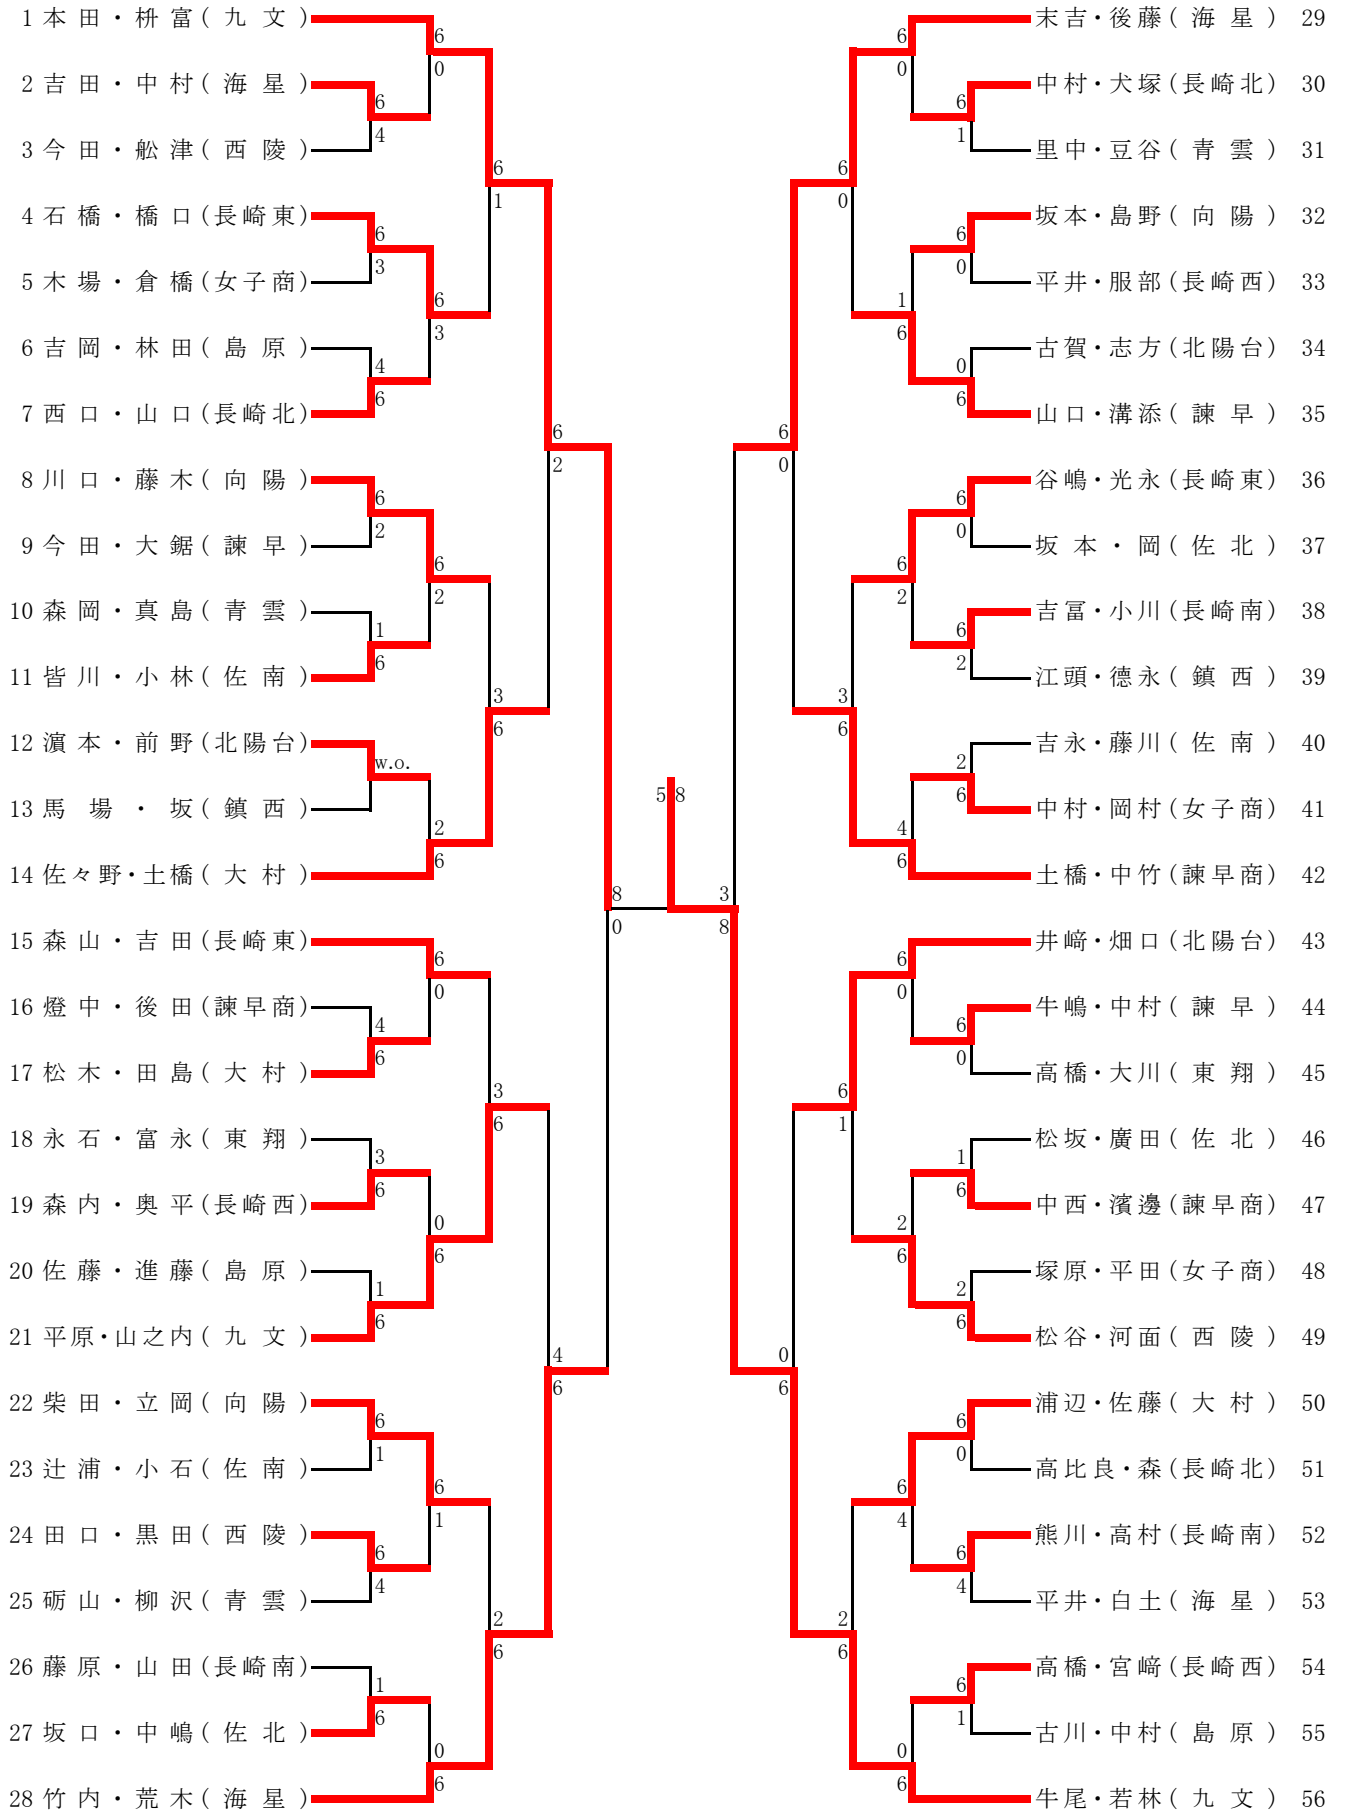 1 本田・枡富(九文)
2 吉田・中村(海星)
3 今田・舩津(西陵)
4 石橋・橋口(長崎東)
5 木場・倉橋(女子商)
6 吉岡・林田(島原)
7 西口・山口(長崎北)
8 川口・藤木(向陽)
9 今田・大鋸(諫早)
10 森岡・真島(青雲)
11 皆川・小林(佐南)
12 濵本・前野(北陽台)
13 馬場・坂(鎮西)
14 佐々野・土橋(大村)
15 森山・吉田(長崎東)
16 燈中・後田(諫早商)
17 松木・田島(大村)
18 永石・富永(東翔)
19 森内・奥平(長崎西)
20 佐藤・進藤(島原)
21 平原・山之内(九文)
22 柴田・立岡(向陽)
23 辻浦・小石(佐南)
24 田口・黒田(西陵)
25 砺山・柳沢(青雲)
26 藤原・山田(長崎南)
27 坂口・中嶋(佐北)
28 竹内・荒木(海星)
6
4
6
3
4
6
6
2
1
6
w.o.
4
6
3
6
1
6
6
1
6
4
1
6
6
0
6
3
6
2
2
6
6
0
0
6
6
1
0
6
6
1
3
6
3
6
2
6
6
2
4
6
8
0
5 8
3
8
6
0
0
6
6
0
3
6
6
1
2
6
6
0
1
6
6
2
4
6
6
0
2
6
6
4
0
6
6
1
6
0
0
6
6
0
6
2
2
6
6
0
1
6
2
6
6
0
6
4
6
1
末吉・後藤(海星) 29
中村・犬塚(長崎北) 30
里中・豆谷(青雲) 31
坂本・島野(向陽) 32
平井・服部(長崎西) 33
古賀・志方(北陽台) 34
山口・溝添(諫早) 35
谷嶋・光永(長崎東) 36
坂本・岡(佐北) 37
吉冨・小川(長崎南) 38
江頭・德永(鎮西) 39
吉永・藤川(佐南) 40
中村・岡村(女子商) 41
土橋・中竹(諫早商) 42
井﨑・畑口(北陽台) 43
牛嶋・中村(諫早) 44
高橋・大川(東翔) 45
松坂・廣田(佐北) 46
中西・濱邊(諫早商) 47
塚原・平田(女子商) 48
松谷・河面(西陵) 49
浦辺・佐藤(大村) 50
高比良・森(長崎北) 51
熊川・高村(長崎南) 52
平井・白土(海星) 53
高橋・宮﨑(長崎西) 54
古川・中村(島原) 55
牛尾・若林(九文) 56